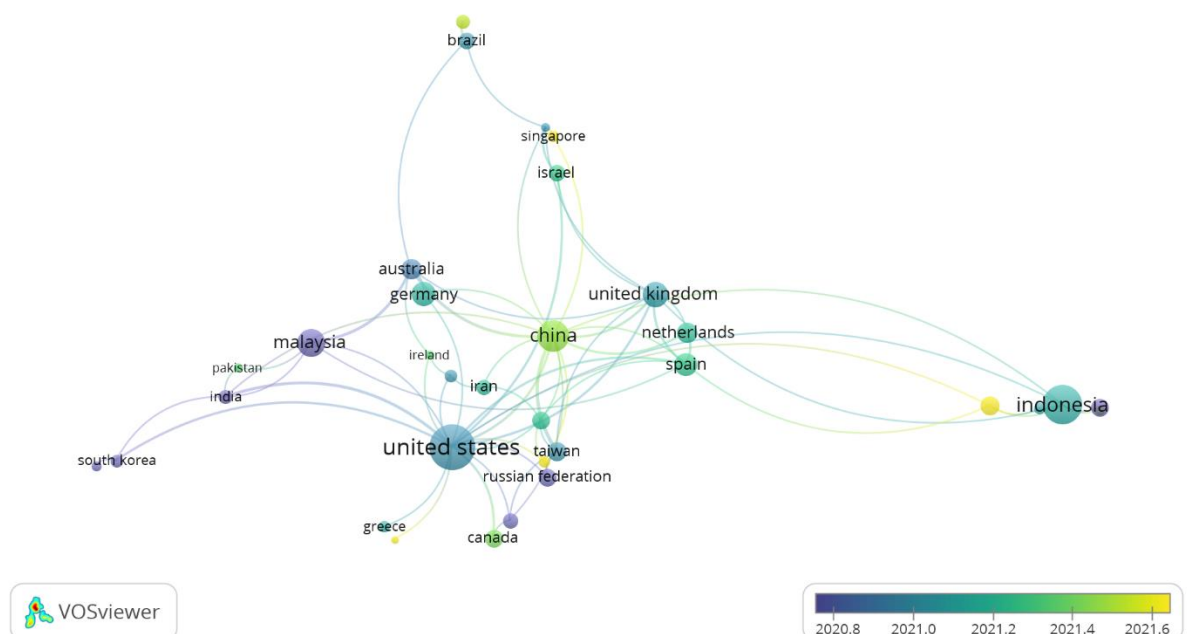 brazil
singapore
israel
australia
germany
united kingdom
china
netherlands
malaysia
ireland
spain
pakistan
iran
india
indonesia
united states
taiwan
south korea
russian federation
greece
canada
VOSviewer
2020.8 2021.0 2021.2 2021.4 2021.6